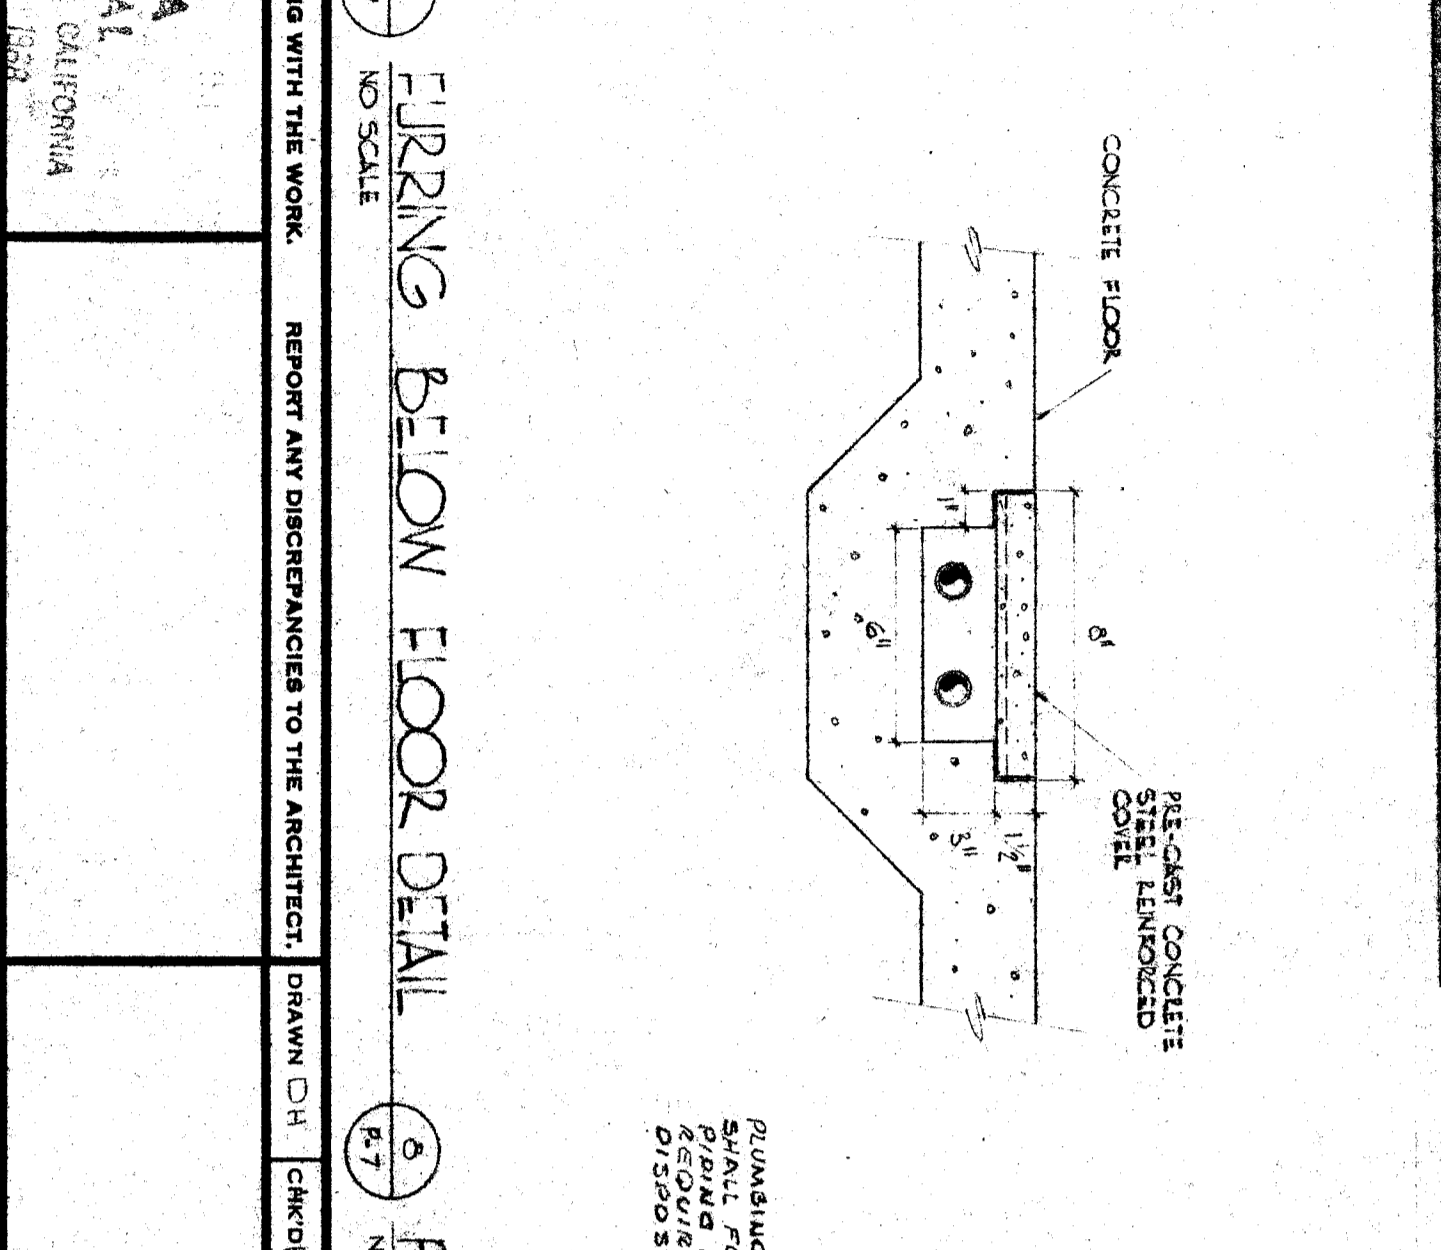 CONCRETE FLOOR
8"
PRE-CAST CONCRETE
STEEL REINFORCED
COVER
1"
6"
1½"
3"
PLUMBING
SHALL
PIPING
REQUIR
DISPOS
FURRING BELOW FLOOR DETAIL
NO SCALE
8
P-7
NG WITH THE WORK. REPORT ANY DISCREPANCIES TO THE ARCHITECT.
DRAWN DH
CHK'D
CALIFORNIA